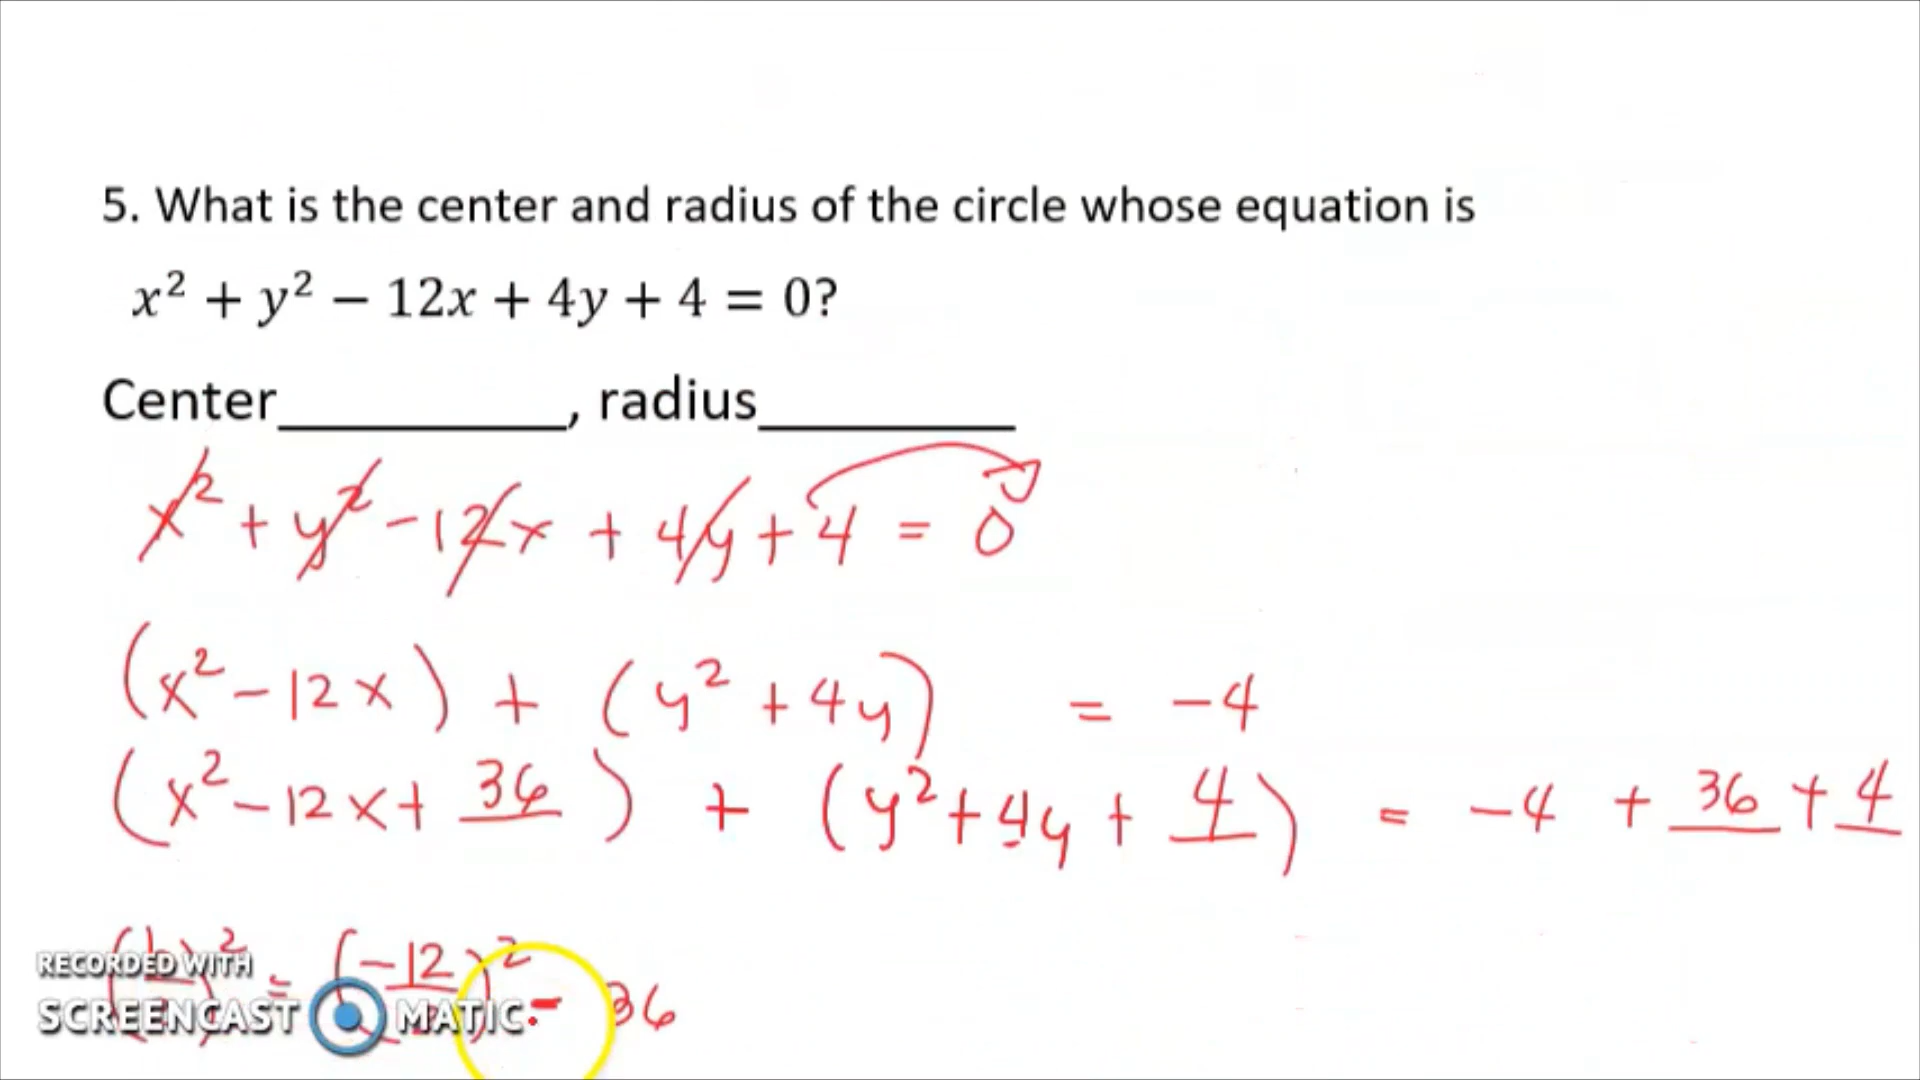 5. What is the center and radius of the circle whose equation is
x² + y² − 12x + 4y + 4 = 0?
Center__________, radius_________
x² + y² - 12x + 4y + 4 = 0
(x² - 12x) + (y² + 4y) = -4
(x² - 12x + 36) + (y² + 4y + 4) = -4 + 36 + 4
( )² = (-12 )² = 36
RECORDED WITH
SCREENCAST MATIC